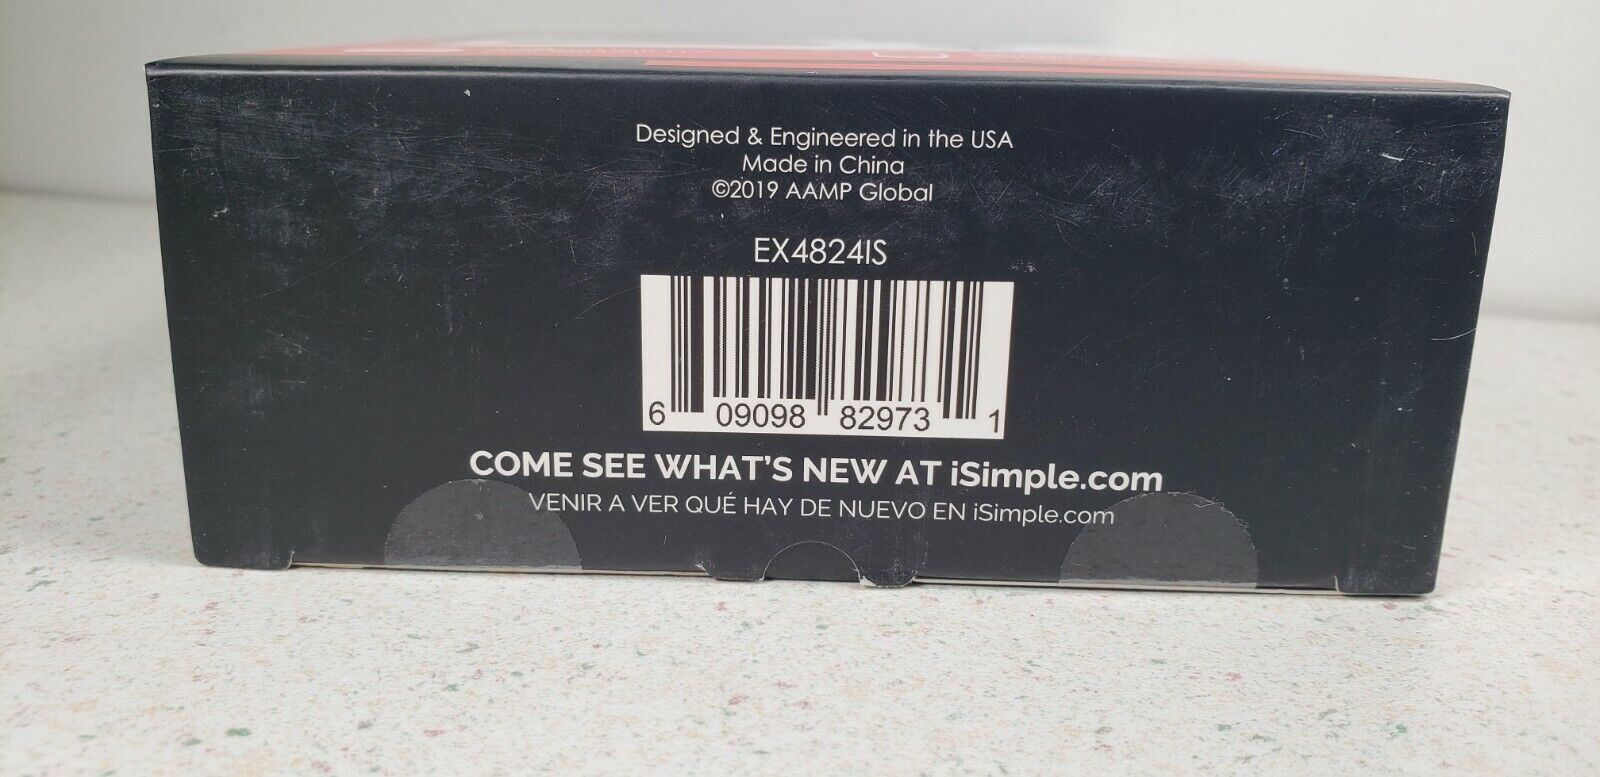 Designed & Engineered in the USA
Made in China
©2019 AAMP Global
EX4824IS
6 09098 82973 1
COME SEE WHAT'S NEW AT iSimple.com
VENIR A VER QUÉ HAY DE NUEVO EN iSimple.com